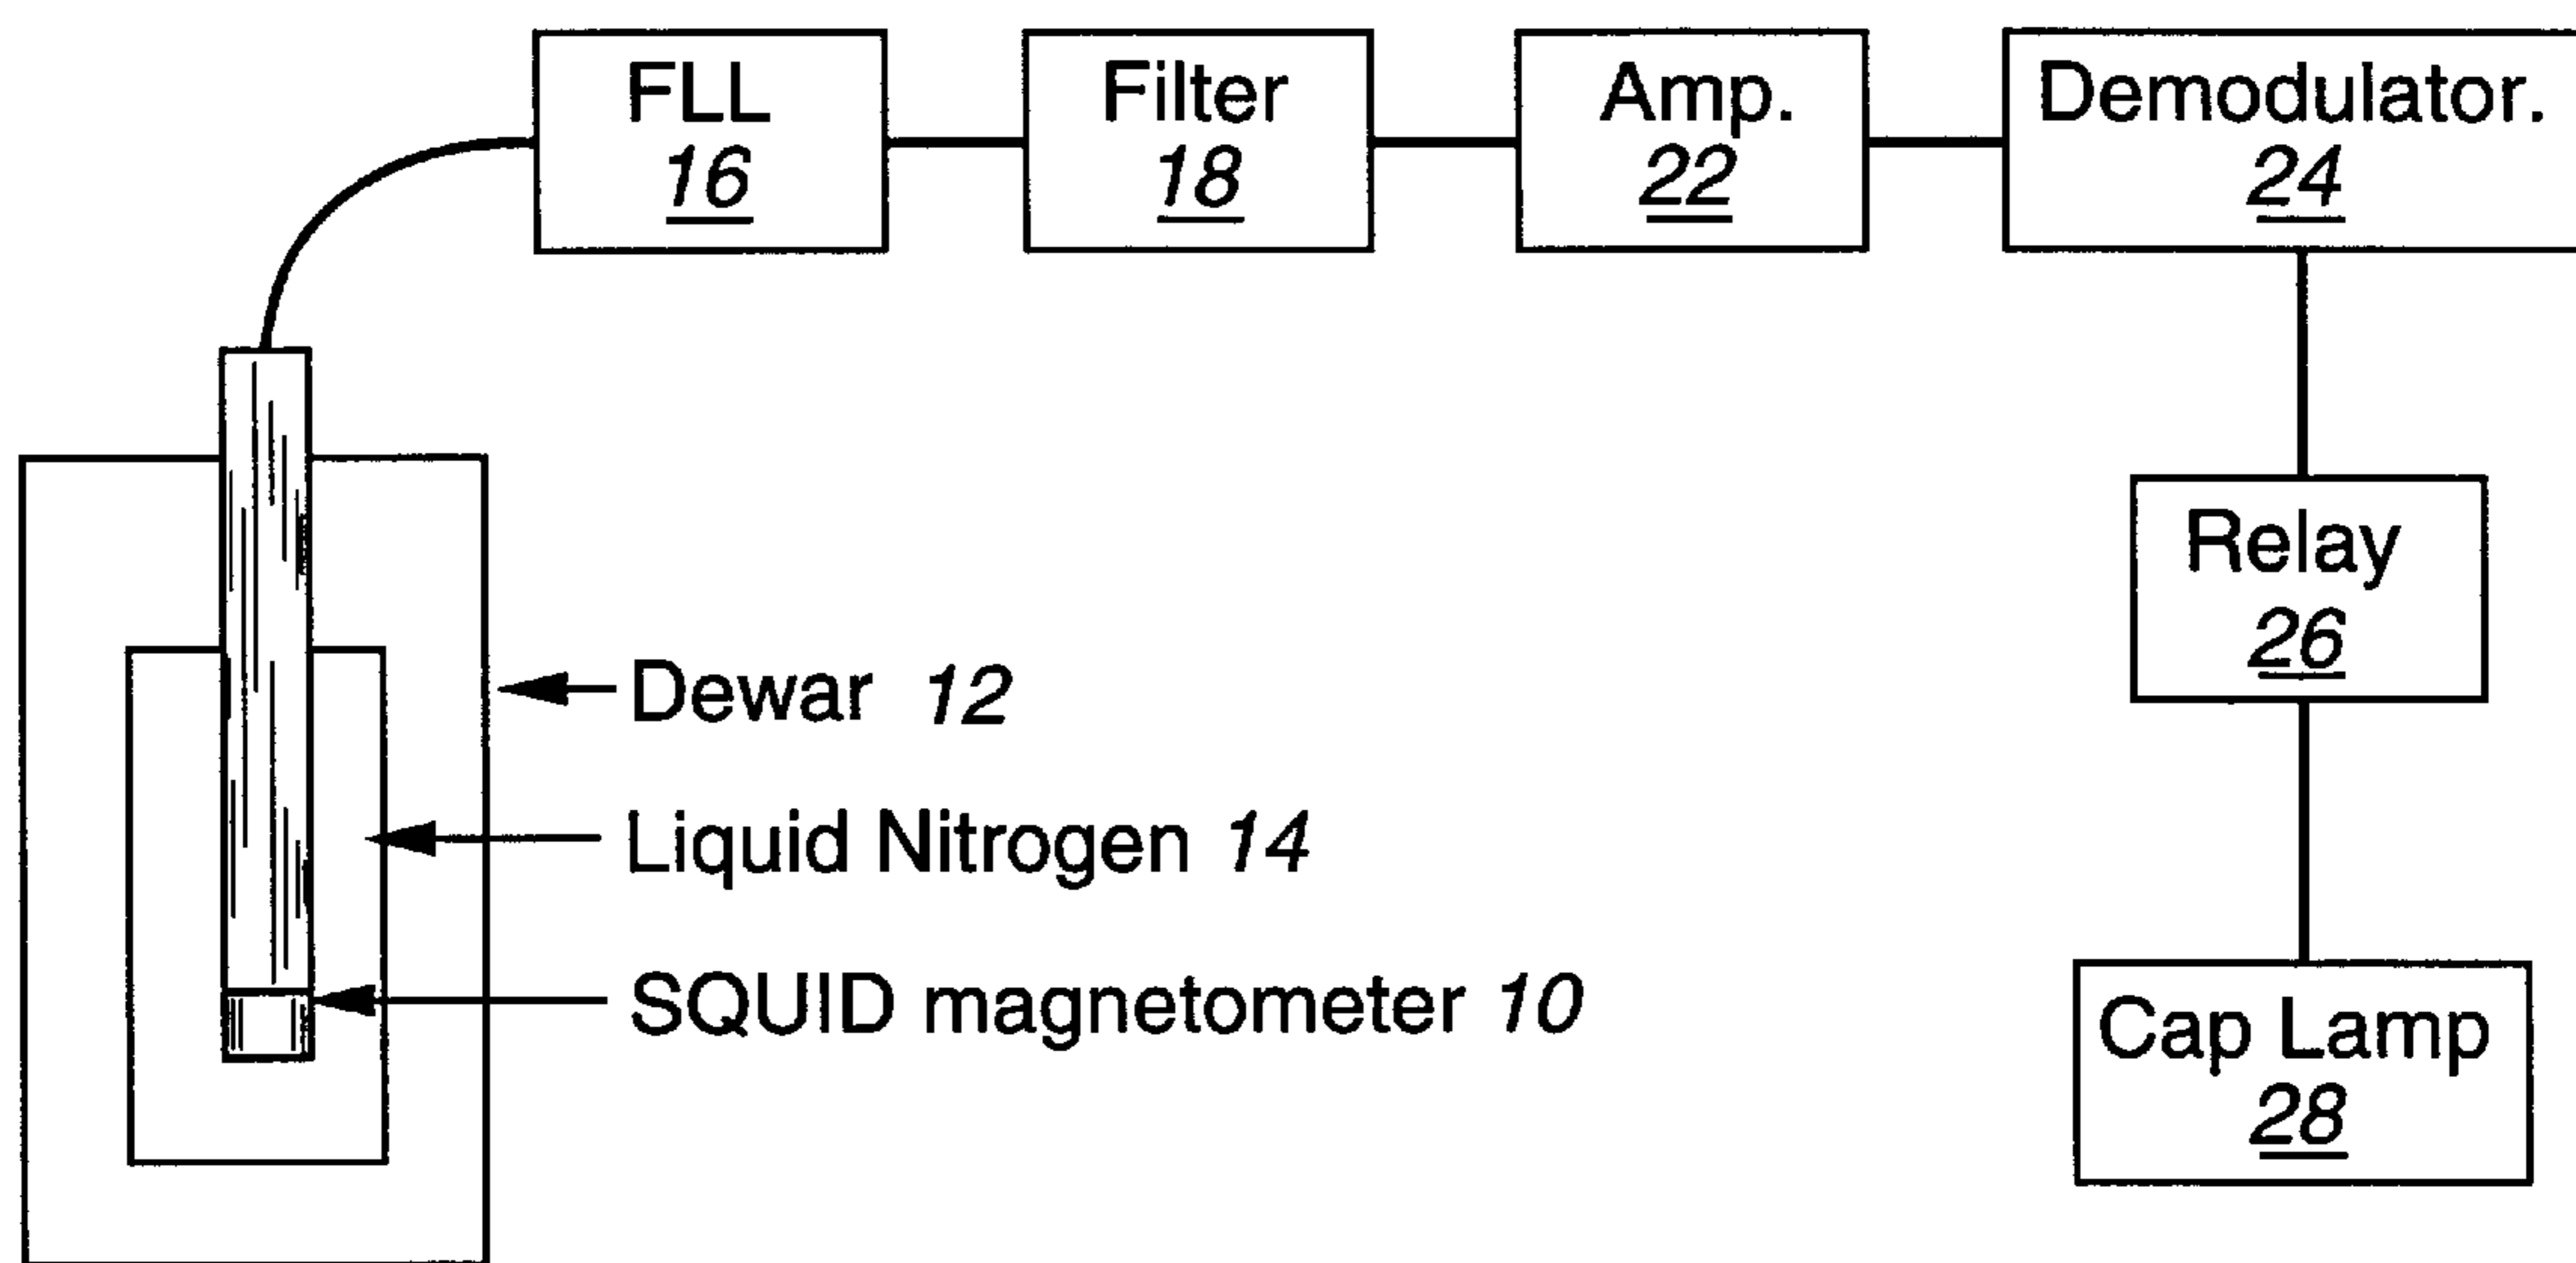 FLL
16
Filter
18
Amp.
22
Demodulator.
24
Relay
26
Dewar 12
Liquid Nitrogen 14
SQUID magnetometer 10
Cap Lamp
28